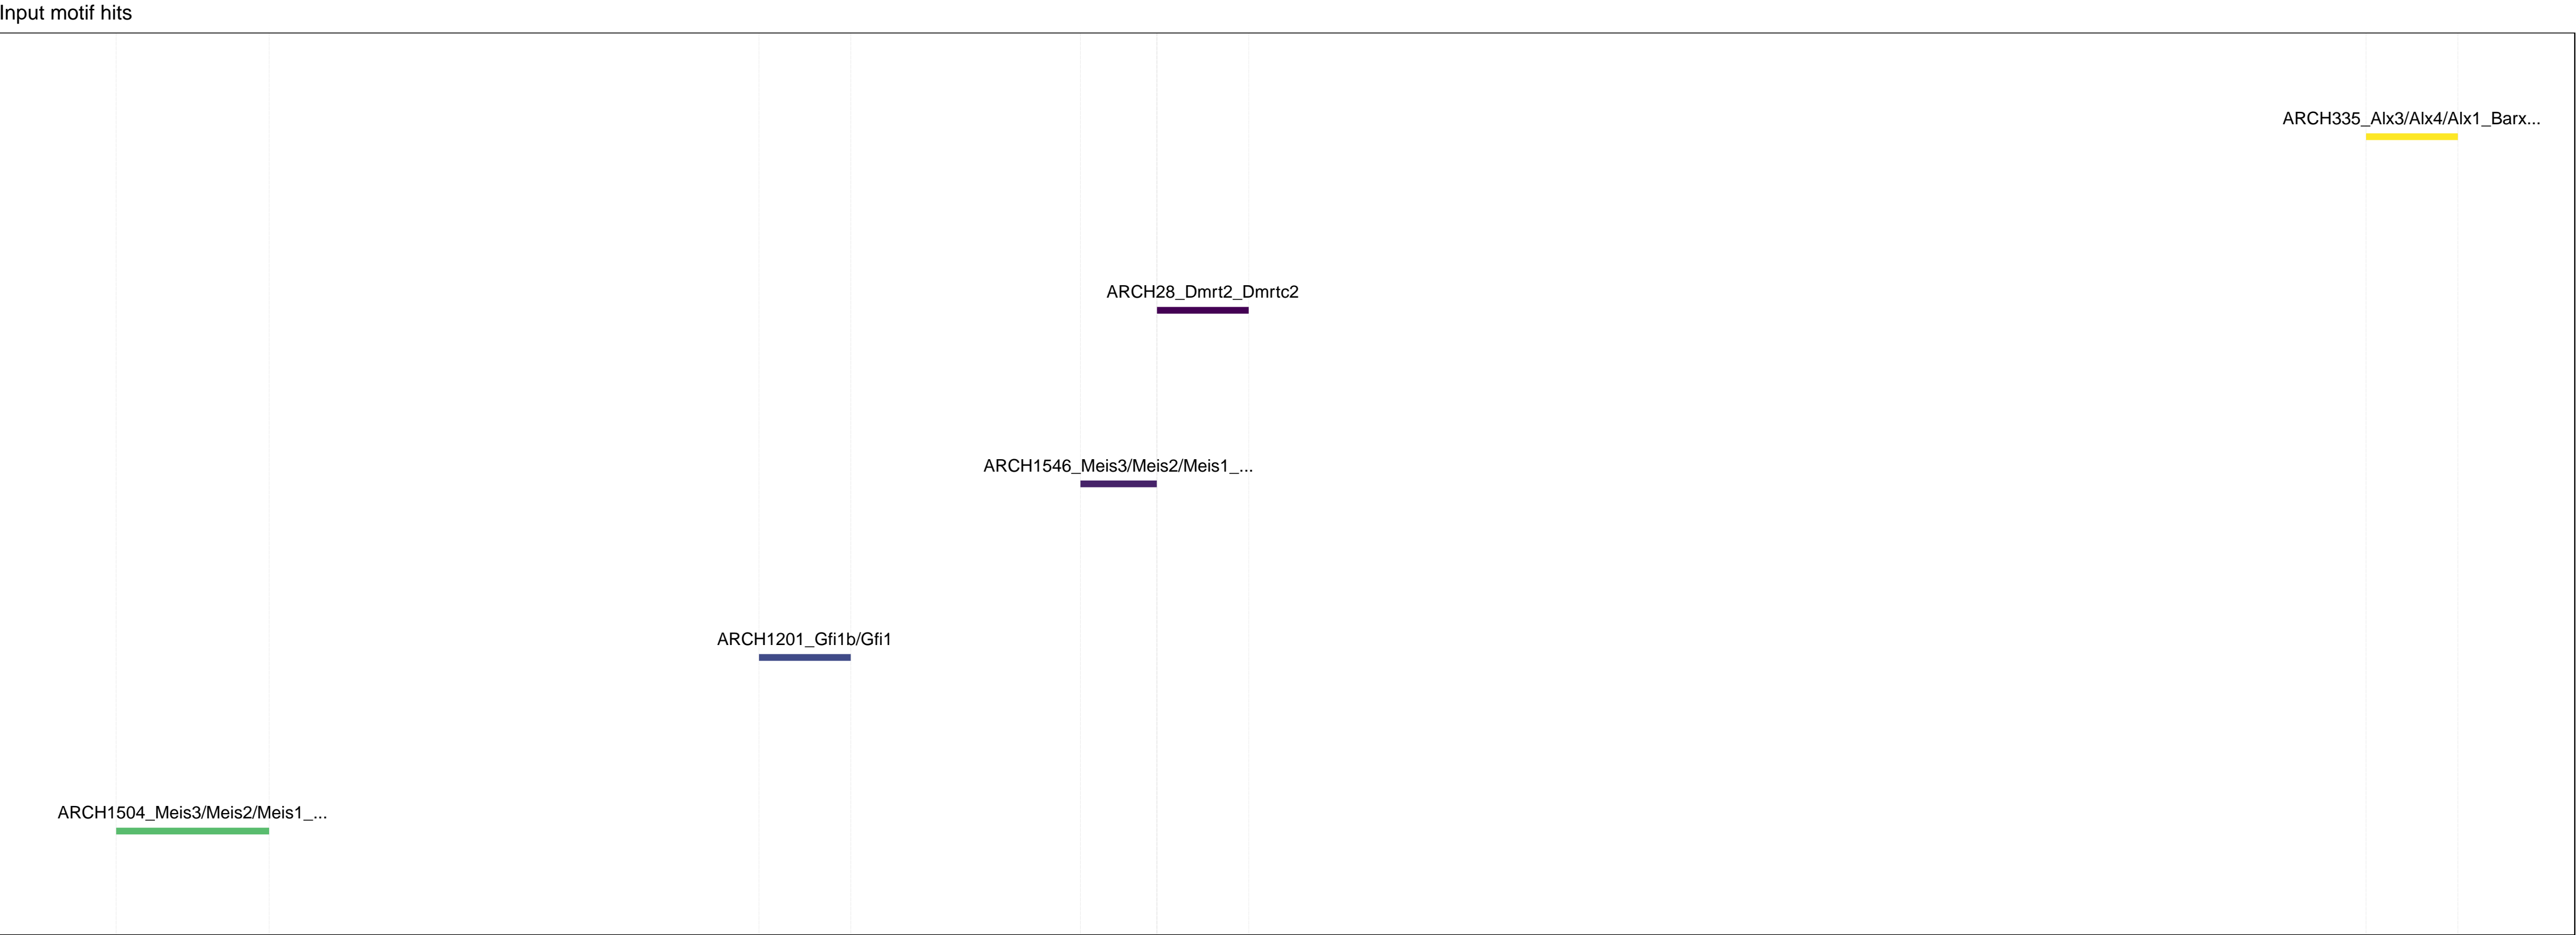 Input motif hits
ARCH335_Alx3/Alx4/Alx1_Barx...
ARCH28_Dmrt2_Dmrtc2
ARCH1546_Meis3/Meis2/Meis1_...
ARCH1201_Gfi1b/Gfi1
ARCH1504_Meis3/Meis2/Meis1_...